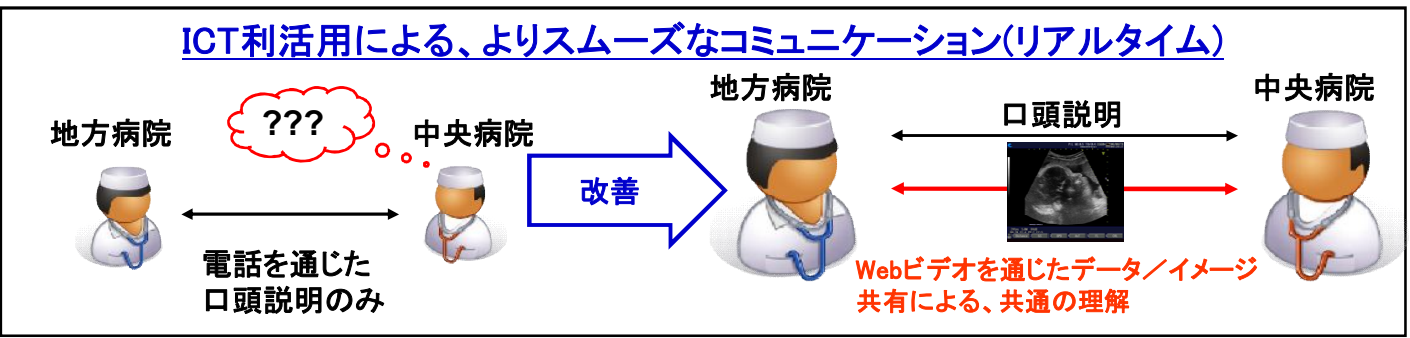 ICT利活用による、よりスムーズなコミュニケーション(リアルタイム)
地方病院
???
中央病院
電話を通じた
口頭説明のみ
改善
地方病院
中央病院
口頭説明
Webビデオを通じたデータ／イメージ
共有による、共通の理解